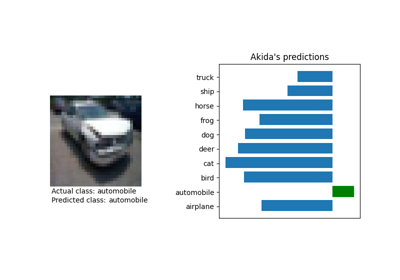 Akida's predictions
truck
ship
horse
frog
dog
deer
cat
bird
automobile
airplane
Actual class: automobile
Predicted class: automobile